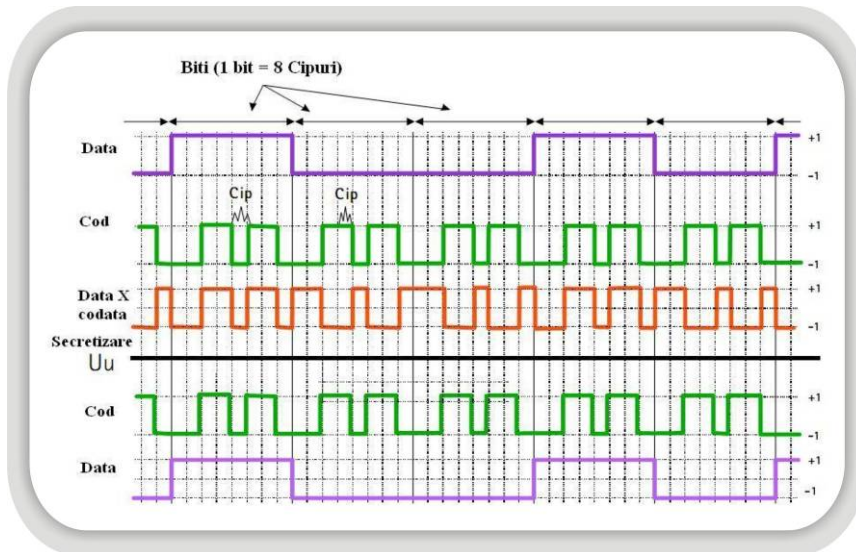 Biti (1 bit = 8 Cipuri)
Data
+1
-1
Cip
Cip
Cod
+1
-1
Data X
codata
+1
-1
Secretizare
Uu
Cod
+1
-1
Data
+1
-1